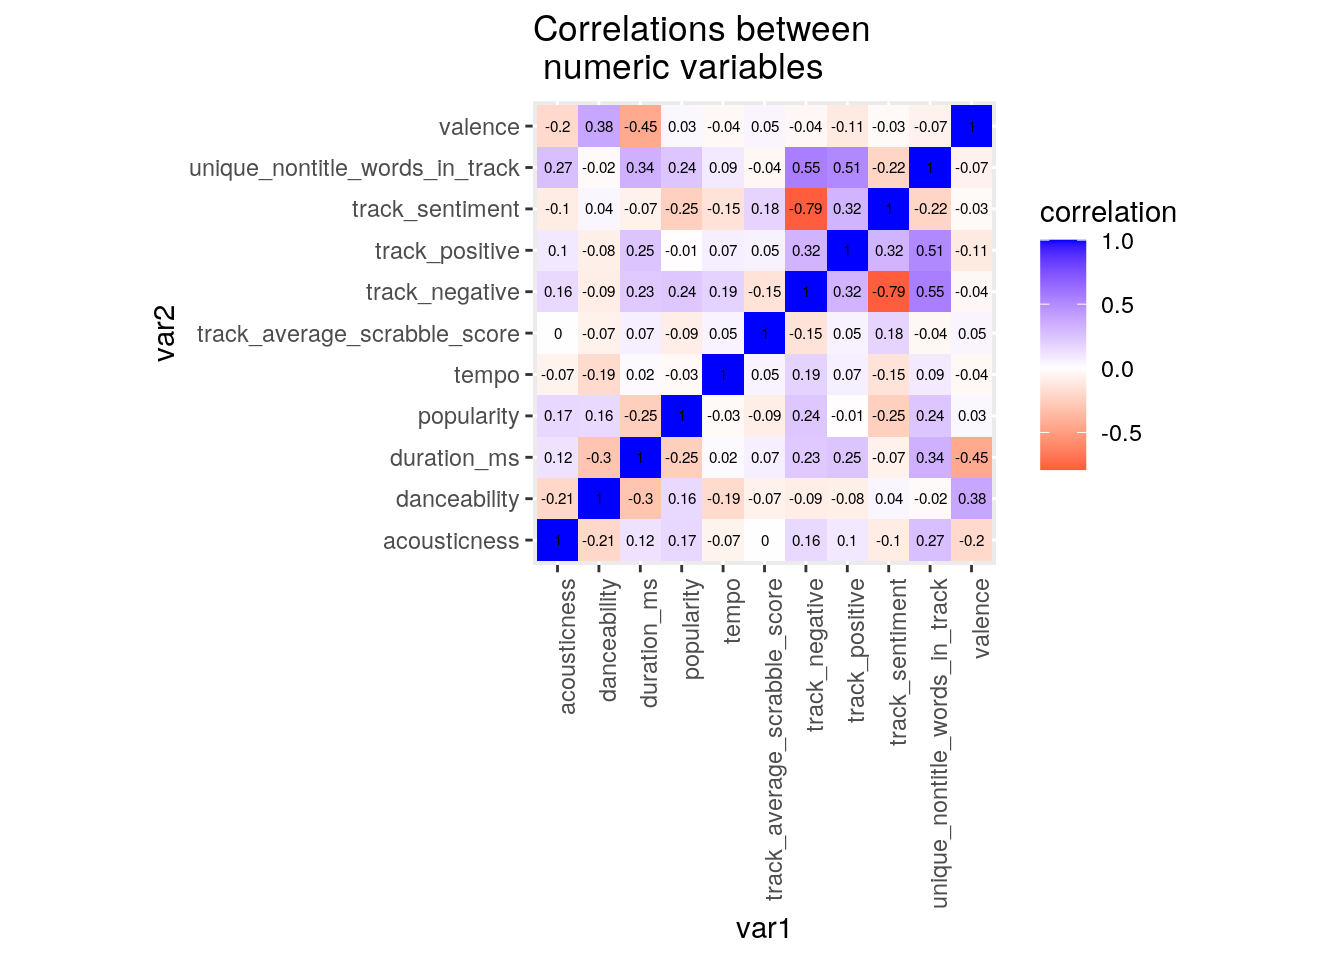 Correlations between
numeric variables
valence -0.2 0.38 -0.45 0.03 -0.04 0.05 -0.04 -0.11 -0.03 -0.07 1
unique_nontitle_words_in_track 0.27 -0.02 0.34 0.24 0.09 -0.04 0.55 0.51 -0.22 1 -0.07
track_sentiment -0.1 0.04 -0.07 -0.25 -0.15 0.18 -0.79 0.32 1 -0.22 -0.03
track_positive 0.1 -0.08 0.25 -0.01 0.07 0.05 0.32 1 0.32 0.51 -0.11
track_negative 0.16 -0.09 0.23 0.24 0.19 -0.15 1 0.32 -0.79 0.55 -0.04
track_average_scrabble_score 0 -0.07 0.07 -0.09 0.05 1 -0.15 0.05 0.18 -0.04 0.05
tempo -0.07 -0.19 0.02 -0.03 1 0.05 0.19 0.07 -0.15 0.09 -0.04
popularity 0.17 0.16 -0.25 1 -0.03 -0.09 0.24 -0.01 -0.25 0.24 0.03
duration_ms 0.12 -0.3 1 -0.25 0.02 0.07 0.23 0.25 -0.07 0.34 -0.45
danceability -0.21 1 -0.3 0.16 -0.19 -0.07 -0.09 -0.08 0.04 -0.02 0.38
acousticness 1 -0.21 0.12 0.17 -0.07 0 0.16 0.1 -0.1 0.27 -0.2
var2
acousticness
danceability
duration_ms
popularity
tempo
track_average_scrabble_score
track_negative
track_positive
track_sentiment
unique_nontitle_words_in_track
valence
var1
correlation
1.0
0.5
0.0
-0.5